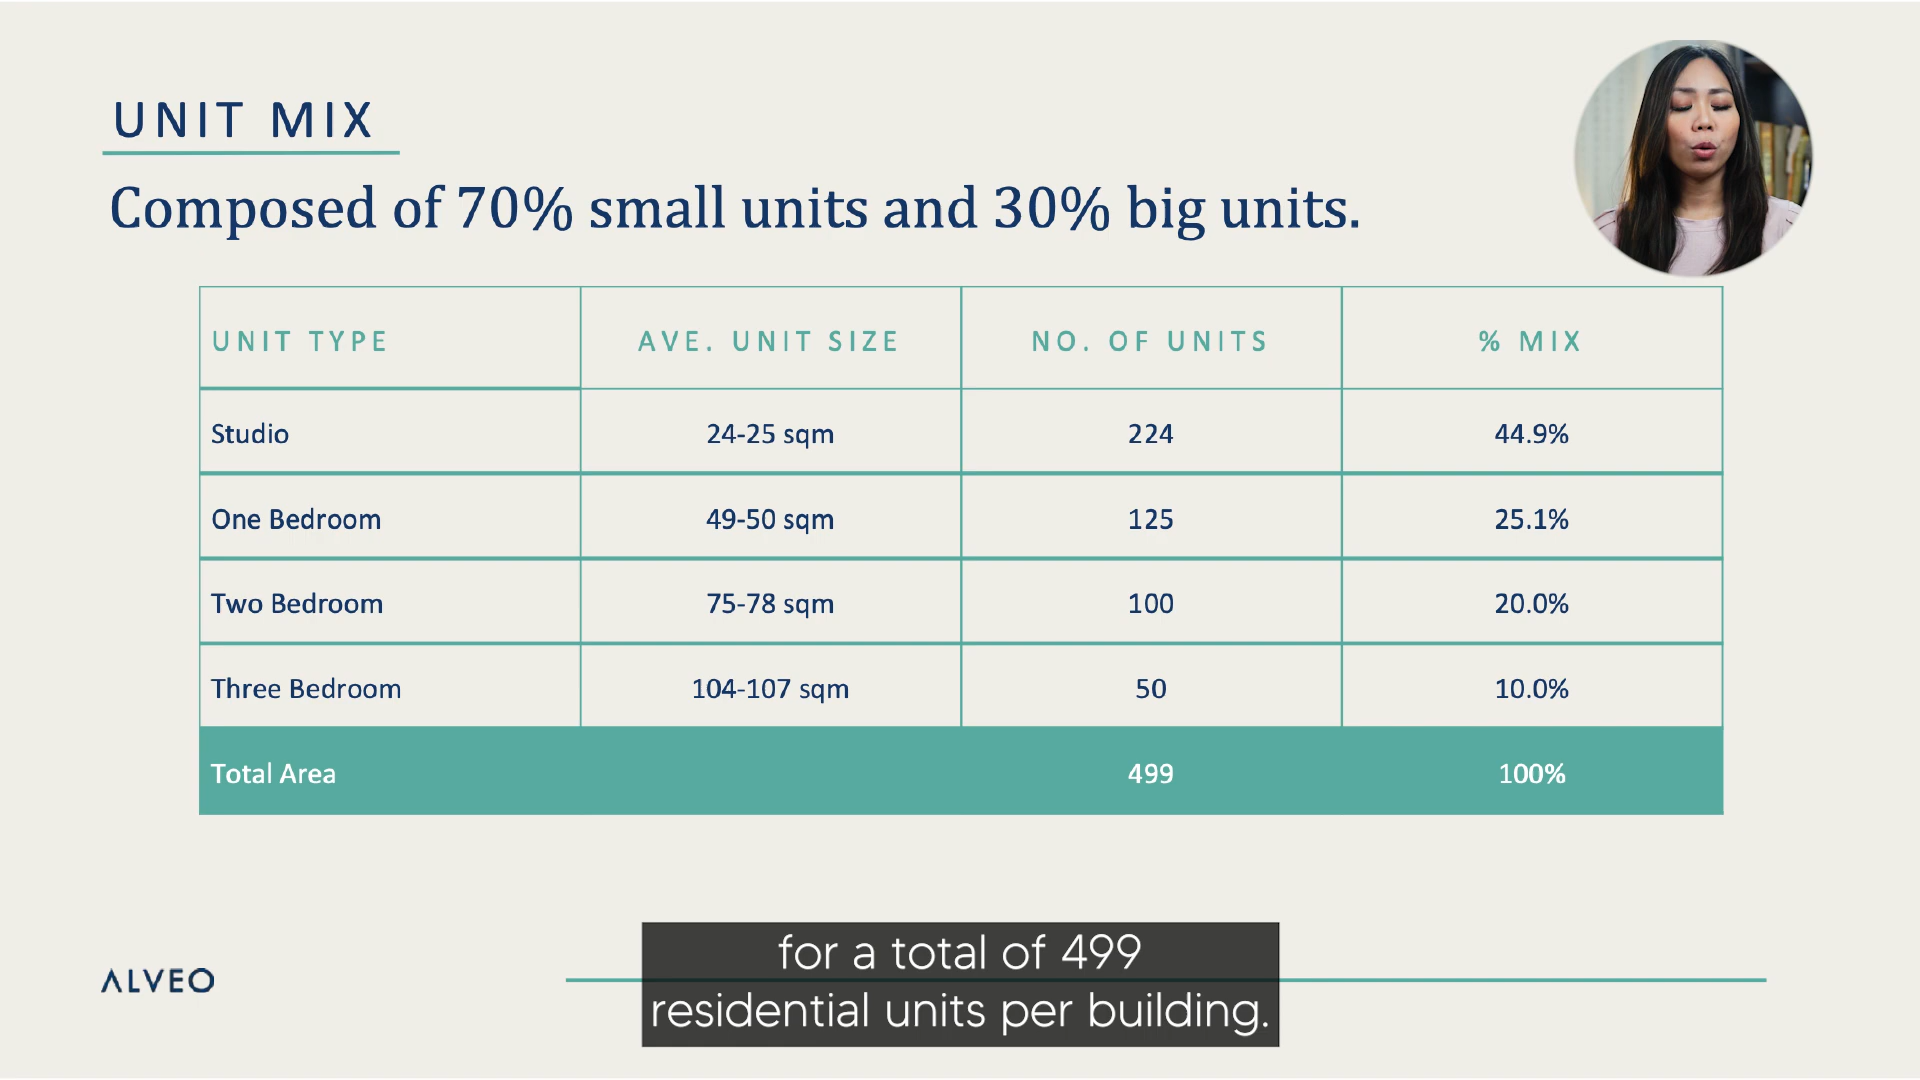 UNIT MIX
Composed of 70% small units and 30% big units.
UNIT TYPE AVE. UNIT SIZE NO. OF UNITS % MIX
Studio 24-25 sqm 224 44.9%
One Bedroom 49-50 sqm 125 25.1%
Two Bedroom 75-78 sqm 100 20.0%
Three Bedroom 104-107 sqm 50 10.0%
Total Area 499 100%
for a total of 499
residential units per building.
ALVEO